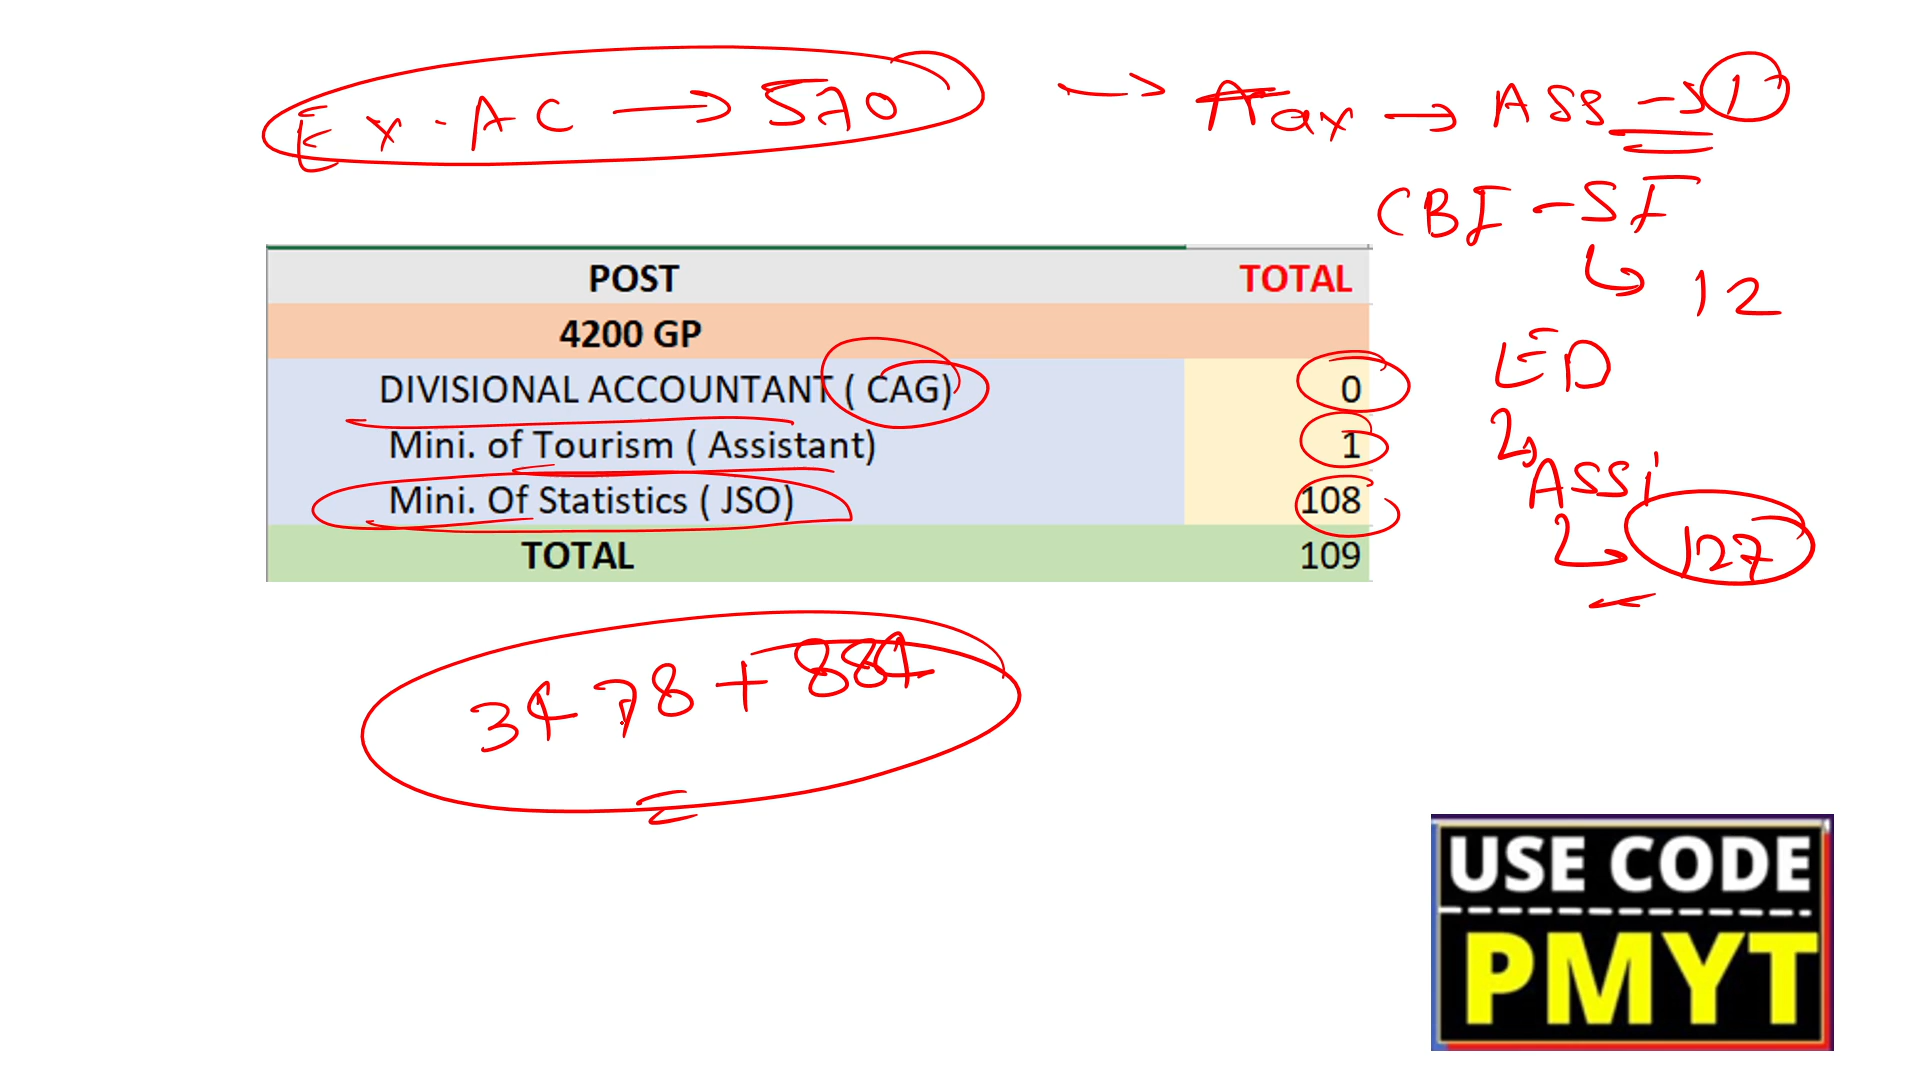 Ex. AC → 570 → Tax → ASS → 1
CBI - SI
↳ 12
POST TOTAL
4200 GP
DIVISIONAL ACCOUNTANT ( CAG) 0
Mini. of Tourism ( Assistant) 1
Mini. Of Statistics ( JSO) 108
TOTAL 109
ED
↳ ASSi
↳ 127
3478 + 884
USE CODE
PMYT